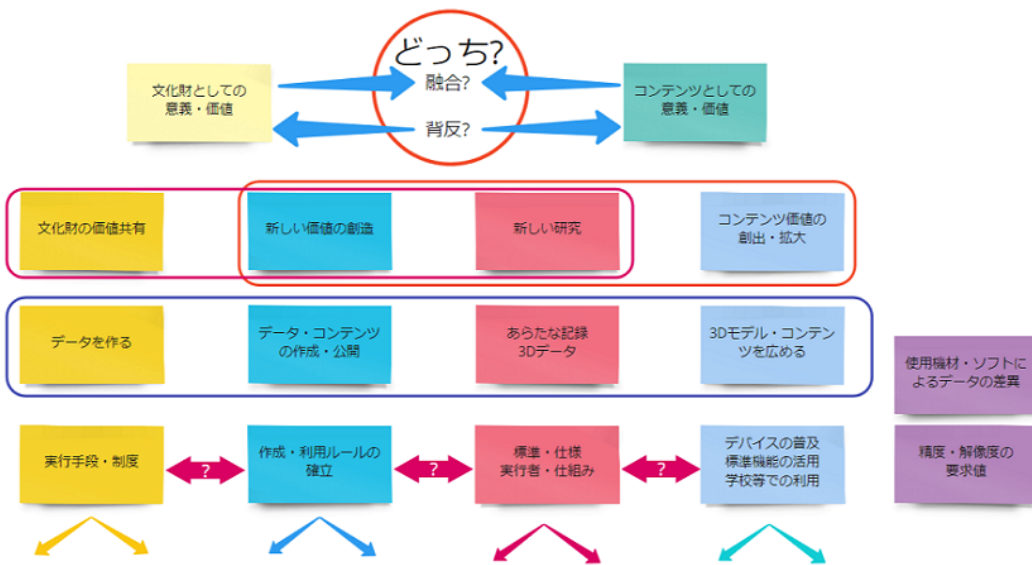 どっち?
融合?
背反?
文化財としての
意義・価値
コンテンツとしての
意義・価値
文化財の価値共有
新しい価値の創造
新しい研究
コンテンツ価値の
創出・拡大
データを作る
データ・コンテンツ
の作成・公開
あらたな記録
3Dデータ
3Dモデル・コンテン
ツを広める
使用機材・ソフトに
よるデータの差異
実行手段・制度
?
作成・利用ルールの
確立
?
標準・仕様
実行者・仕組み
?
デバイスの普及
標準機能の活用
学校等での利用
精度・解像度の
要求値